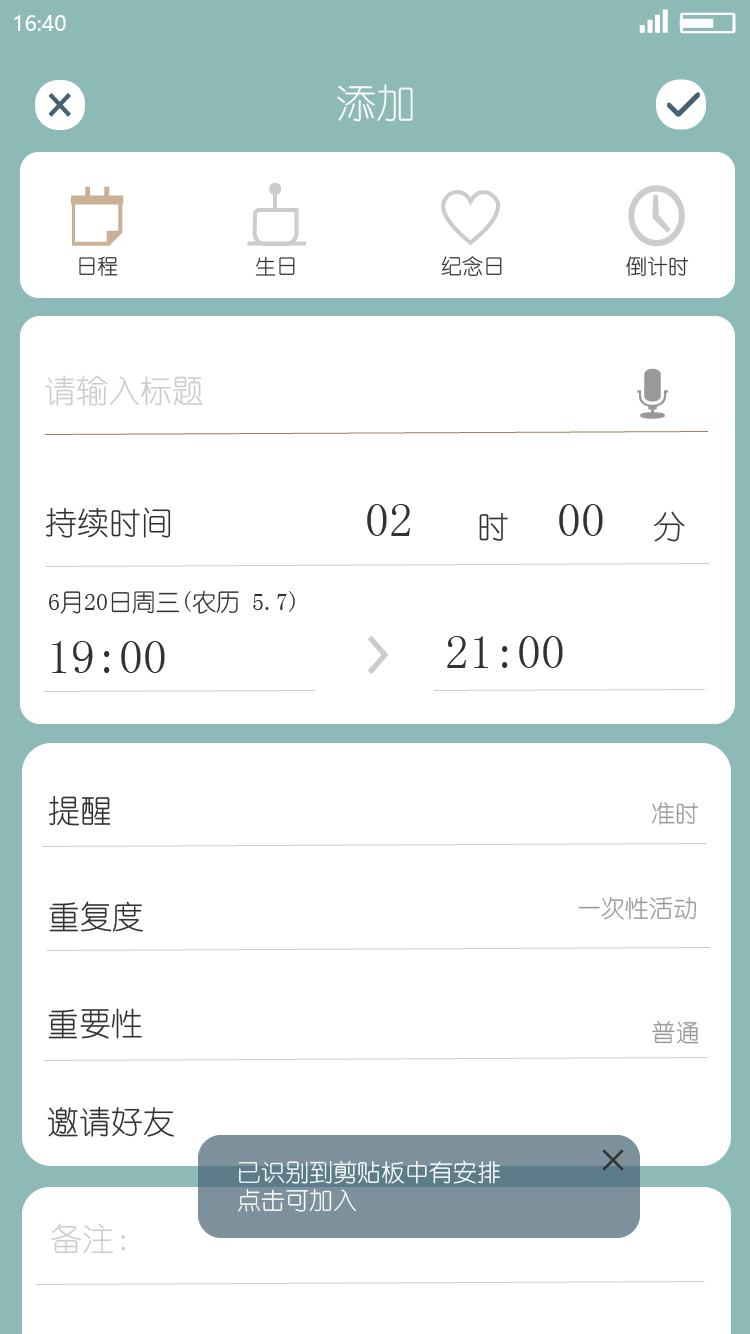 16:40
添加
日程 生日 纪念日 倒计时
请输入标题
持续时间 02 时 00 分
6月20日周三(农历 5.7)
19:00 21:00
提醒 准时
重复度 一次性活动
重要性 普通
邀请好友
已识别到剪贴板中有安排
点击可加入
备注: